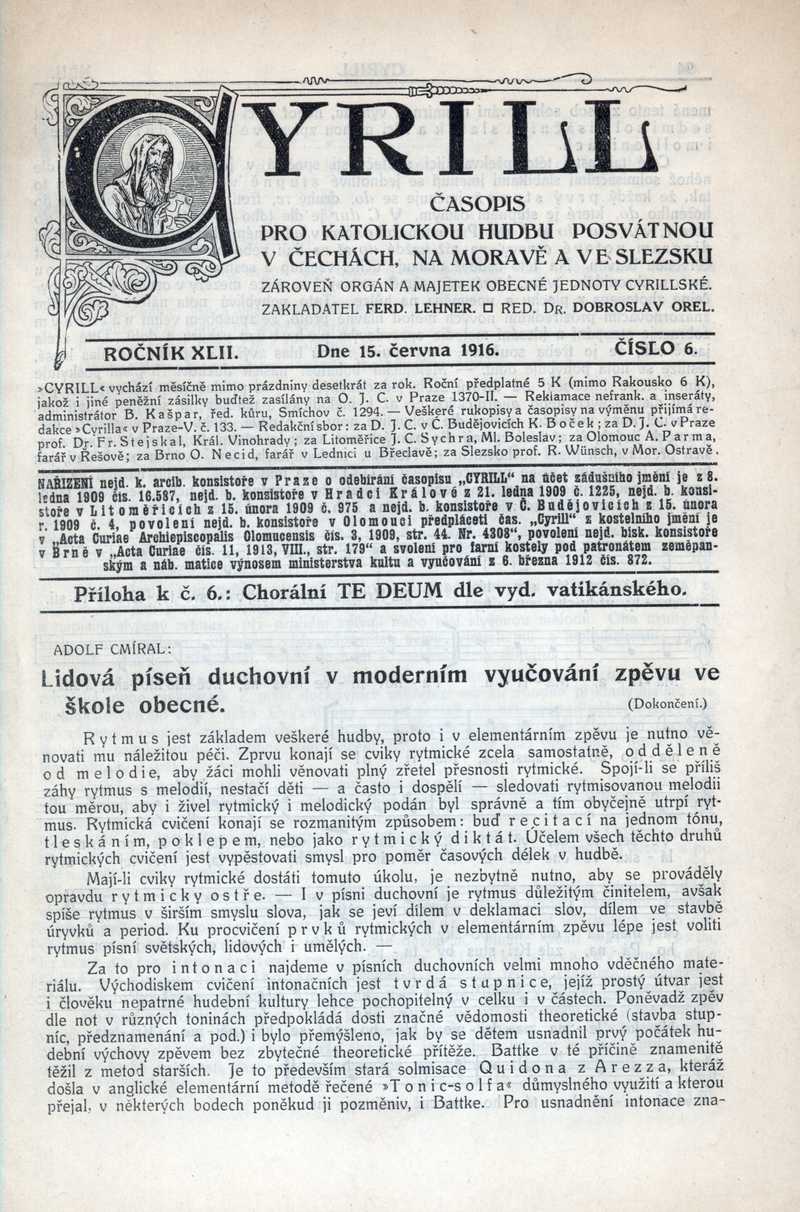 CYRILL
ČASOPIS
PRO KATOLICKOU HUDBU POSVÁTNOU
V ČECHÁCH, NA MORAVĚ A VE SLEZSKU
ZÁROVEŇ ORGÁN A MAJETEK OBECNÉ JEDNOTY CYRILLSKÉ.
ZAKLADATEL FERD. LEHNER. □ RED. DR. DOBROSLAV OREL.
ROČNÍK XLII. Dne 15. června 1916. ČÍSLO 6.
»CYRILL« vychází měsíčně mimo prázdniny desetkrát za rok. Roční předplatné 5 K (mimo Rakousko 6 K),
jakož i jiné peněžní zásilky buďtež zasílány na O. J. C. v Praze 1370-II. — Reklamace nefrank. a inseráty,
administrátor B. Kašpar, řed. kůru, Smíchov č. 1294. — Veškeré rukopisy a časopisy na výměnu přijímá re-
dakce »Cyrilla« v Praze-V. č. 133. — Redakční sbor: za D. J. C. v Č. Budějovicích K. Boček; za D. J. C. v Praze
prof. Dr. Fr. Stejskal, Král. Vinohrady; za Litoměřice J. C. Sychra, Ml. Boleslav; za Olomouc A. Parma,
farář v Řešově; za Brno O. Necid, farář v Lednici u Břeclavě; za Slezsko prof. R. Wünsch, v Mor. Ostravě.
NAŘÍZENÍ nejd. k. arcib. konsistoře v Praze o odebírání časopisu „CYRILL“ na účet zádušního jmění je z 8.
ledna 1909 čís. 16.587, nejd. b. konsistoře v Hradci Králové z 21. ledna 1909 č. 1225, nejd. b. konsi-
stoře v Litoměřicích z 15. února 1909 č. 975 a nejd. b. konsistoře v Č. Budějovicích z 15. února
r. 1909 č. 4, povolení nejd. b. konsistoře v Olomouci předpláceti čas. „Cyrill“ z kostelního jmění je
v „Acta Curiae Archiepiscopalis Olomucensis čís. 3, 1909, str. 44. Nr. 4308“, povolení nejd. bisk. konsistoře
v Brně v „Acta Curiae čís. 11, 1913, VIII., str. 179“ a svolení pro farní kostely pod patronátem zeměpan-
ským a náb. matice výnosem ministerstva kultu a vyučování z 6. března 1912 čís. 872.
Příloha k č. 6.: Chorální TE DEUM dle vyd. vatikánského.
ADOLF CMÍRAL:
Lidová píseň duchovní v moderním vyučování zpěvu ve
škole obecné. (Dokončení.)
Rytmus jest základem veškeré hudby, proto i v elementárním zpěvu je nutno vě-
novati mu náležitou péči. Zprvu konají se cviky rytmické zcela samostatně, odděleně
od melodie, aby žáci mohli věnovati plný zřetel přesnosti rytmické. Spojí-li se příliš
záhy rytmus s melodií, nestačí děti — a často i dospělí — sledovati rytmisovanou melodii
tou měrou, aby i živel rytmický i melodický podán byl správně a tím obyčejně utrpí ryt-
mus. Rytmická cvičení konají se rozmanitým způsobem: buď recitací na jednom tónu,
tleskáním, poklepem, nebo jako rytmický diktát. Účelem všech těchto druhů
rytmických cvičení jest vypěstovati smysl pro poměr časových délek v hudbě.
Mají-li cviky rytmické dostáti tomuto úkolu, je nezbytně nutno, aby se prováděly
opravdu rytmicky ostře. — I v písni duchovní je rytmus důležitým činitelem, avšak
spíše rytmus v širším smyslu slova, jak se jeví dílem v deklamaci slov, dílem ve stavbě
úryvků a period. Ku procvičení prvků rytmických v elementárním zpěvu lépe jest voliti
rytmus písní světských, lidových i umělých. —
Za to pro intonaci najdeme v písních duchovních velmi mnoho vděčného mate-
riálu. Východiskem cvičení intonačních jest tvrdá stupnice, jejíž prostý útvar jest
i člověku nepatrné hudební kultury lehce pochopitelný v celku i v částech. Poněvadž zpěv
dle not v různých toninách předpokládá dosti značné vědomosti theoretické (stavba stup-
níc, předznamenání a pod.) i bylo přemýšleno, jak by se dětem usnadnil prvý počátek hu-
dební výchovy zpěvem bez zbytečné theoretické přítěže. Battke v té příčině znamenitě
těžil z metod starších. Je to především stará solmisace Quidona z Arezza, kteráž
došla v anglické elementární metodě řečené »Tonic-solfa« důmyslného využití a kterou
přejal, v některých bodech poněkud ji pozměniv, i Battke. Pro usnadnění intonace zna-